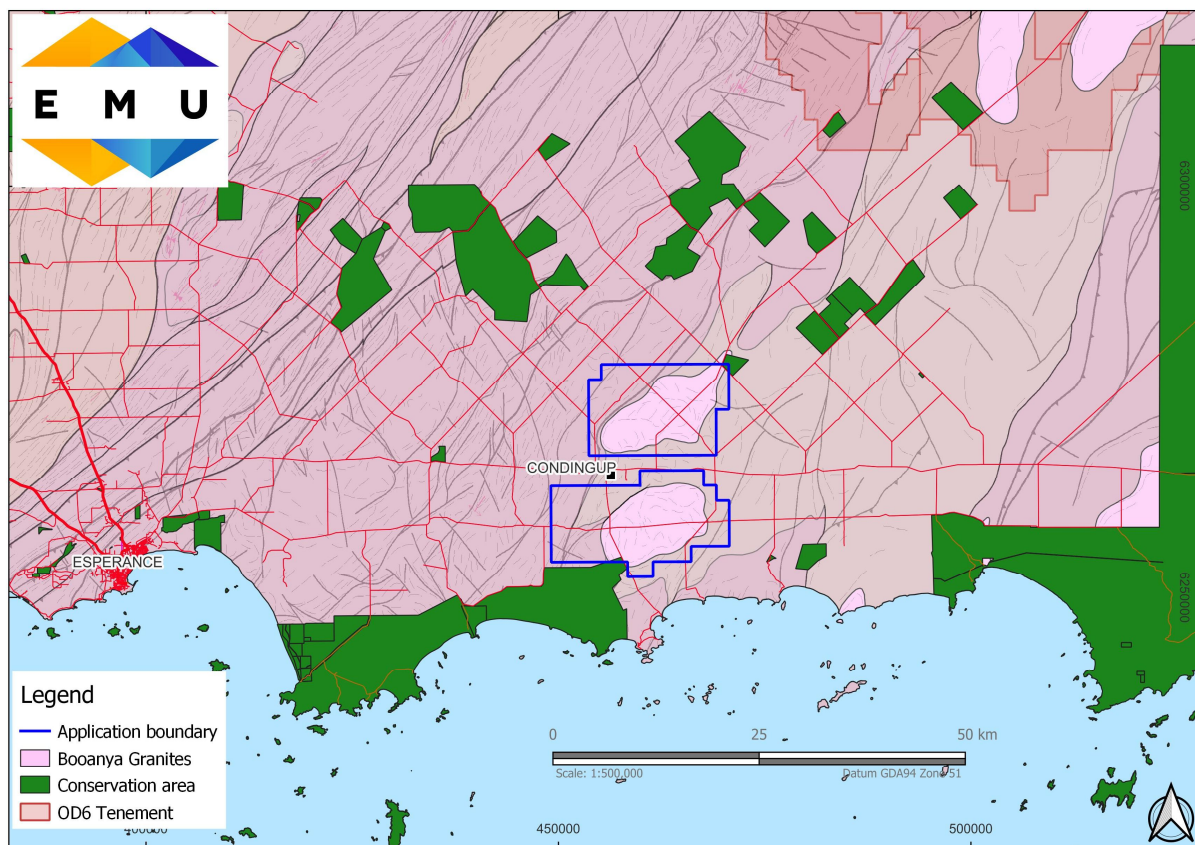 E M U
6300000
CONDINGUP
ESPERANCE
6250000
Legend
Application boundary
Booanya Granites
Conservation area
OD6 Tenement
0 25 50 km
Scale: 1:500,000 Datum GDA94 Zone 51
400000 450000 500000